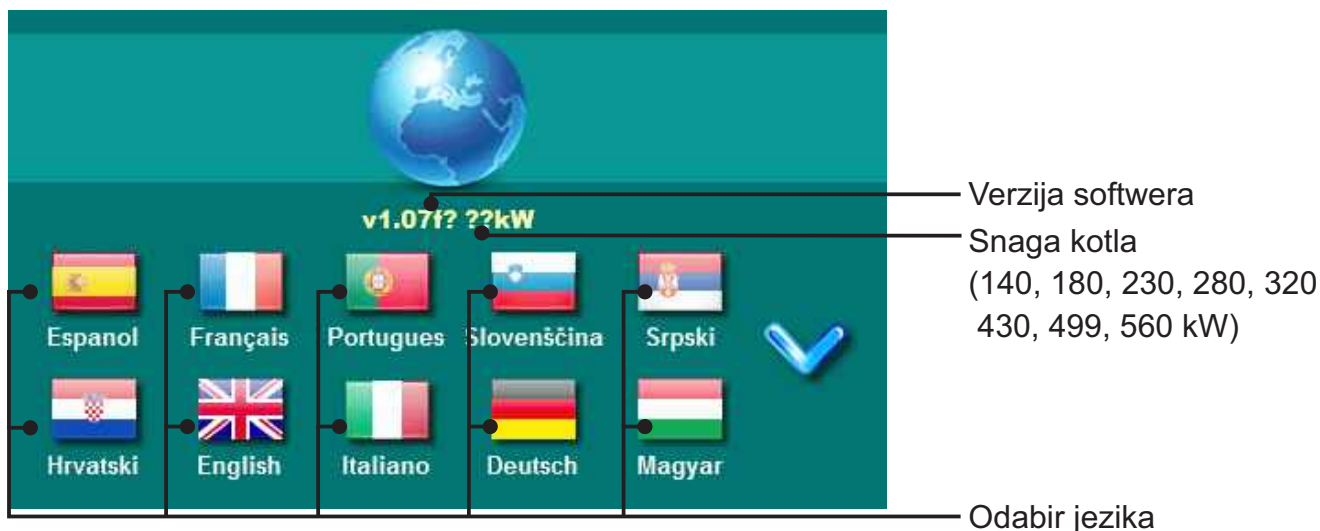 Verzija softwera
v1.07f? ??kW
Snaga kotla
(140, 180, 230, 280, 320
430, 499, 560 kW)
Espanol Français Portugues Slovenščina Srpski
Hrvatski English Italiano Deutsch Magyar
Odabir jezika